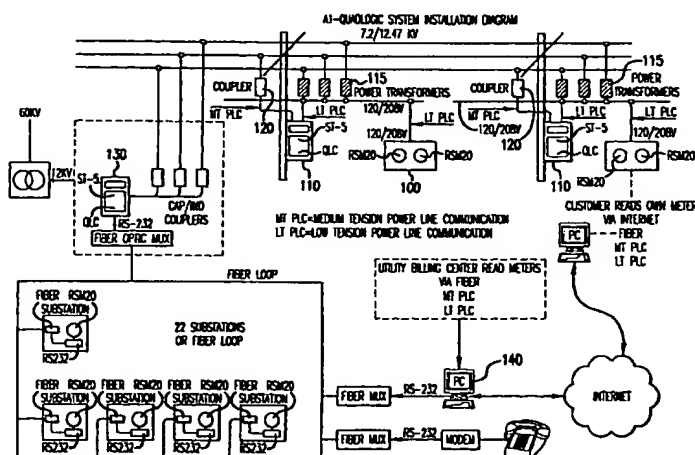 A1-QUADLOGIC SYSTEM INSTALLATION DIAGRAM
7.2/12.47 KV
COUPLER
115
POWER TRANSFORMERS
MT PLC
120
LT PLC
120/208V
ST-5
QLC
110
120/208V
LT PLC
RSM20
RSM20
100
COUPLER
115
POWER
TRANSFORMERS
MT PLC
120/208V
120
LT PLC
120/208V
ST-5
QLC
110
LT PLC
RSM20
RSM20
60KV
12KV
130
ST-5
QLC
RS-232
FIBER OPTIC MUX
CAP/IMD
COUPLERS
MT PLC=MEDIUM TENSION POWER LINE COMMUNICATION
LT PLC=LOW TENSION POWER LINE COMMUNICATION
CUSTOMER READS OWN METER
VIA INTERNET
PC
FIBER
MT PLC
LT PLC
FIBER LOOP
UTILITY BILLING CENTER READ METERS
VIA FIBER
MT PLC
LT PLC
FIBER RSM20
SUBSTATION
RS232
22 SUBSTATIONS
OR FIBER LOOP
FIBER RSM20
SUBSTATION
RS232
FIBER RSM20
SUBSTATION
RS232
FIBER RSM20
SUBSTATION
RS232
FIBER RSM20
SUBSTATION
RS232
FIBER MUX
RS-232
PC
140
INTERNET
FIBER MUX
RS-232
MODEM